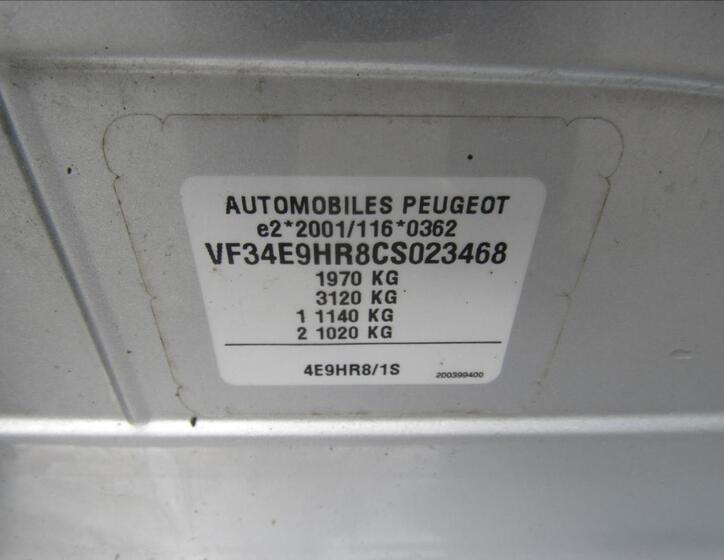 AUTOMOBILES PEUGEOT
e2*2001/116*0362
VF34E9HR8CS023468
1970 KG
3120 KG
1 1140 KG
2 1020 KG
4E9HR8/1S
200399400